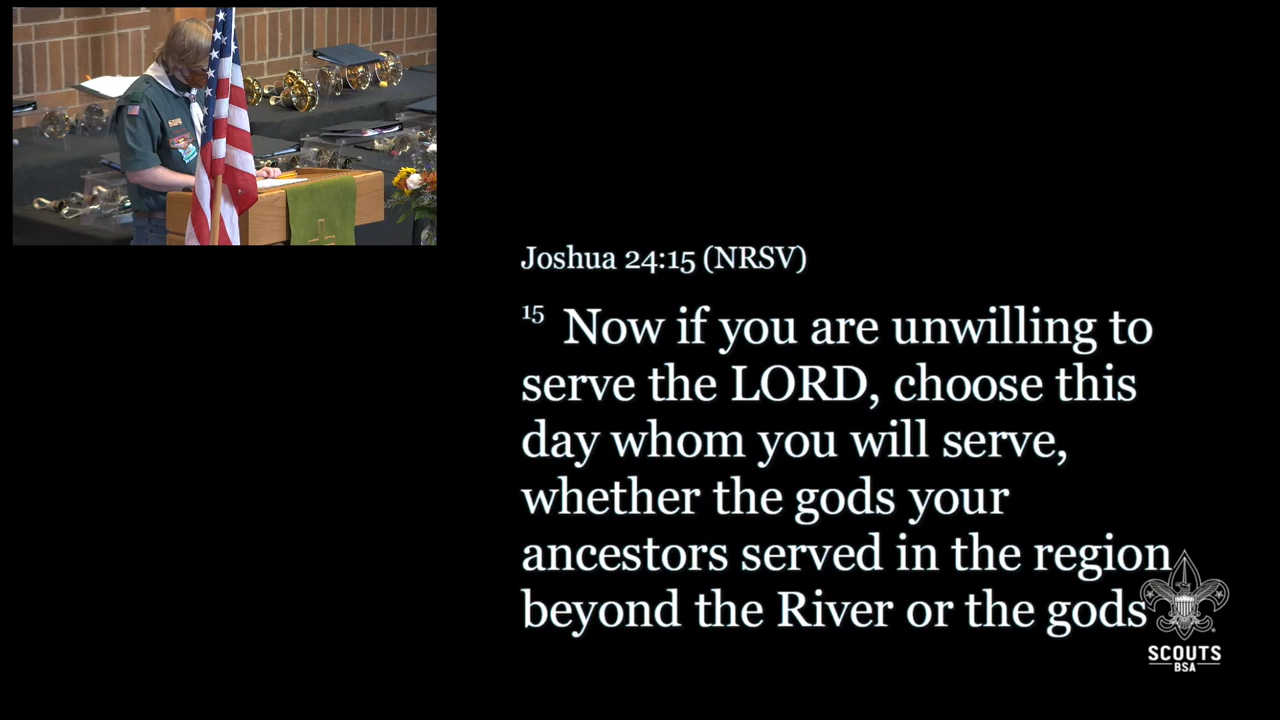 Joshua 24:15 (NRSV)
15 Now if you are unwilling to
serve the LORD, choose this
day whom you will serve,
whether the gods your
ancestors served in the region
beyond the River or the gods
SCOUTS
BSA